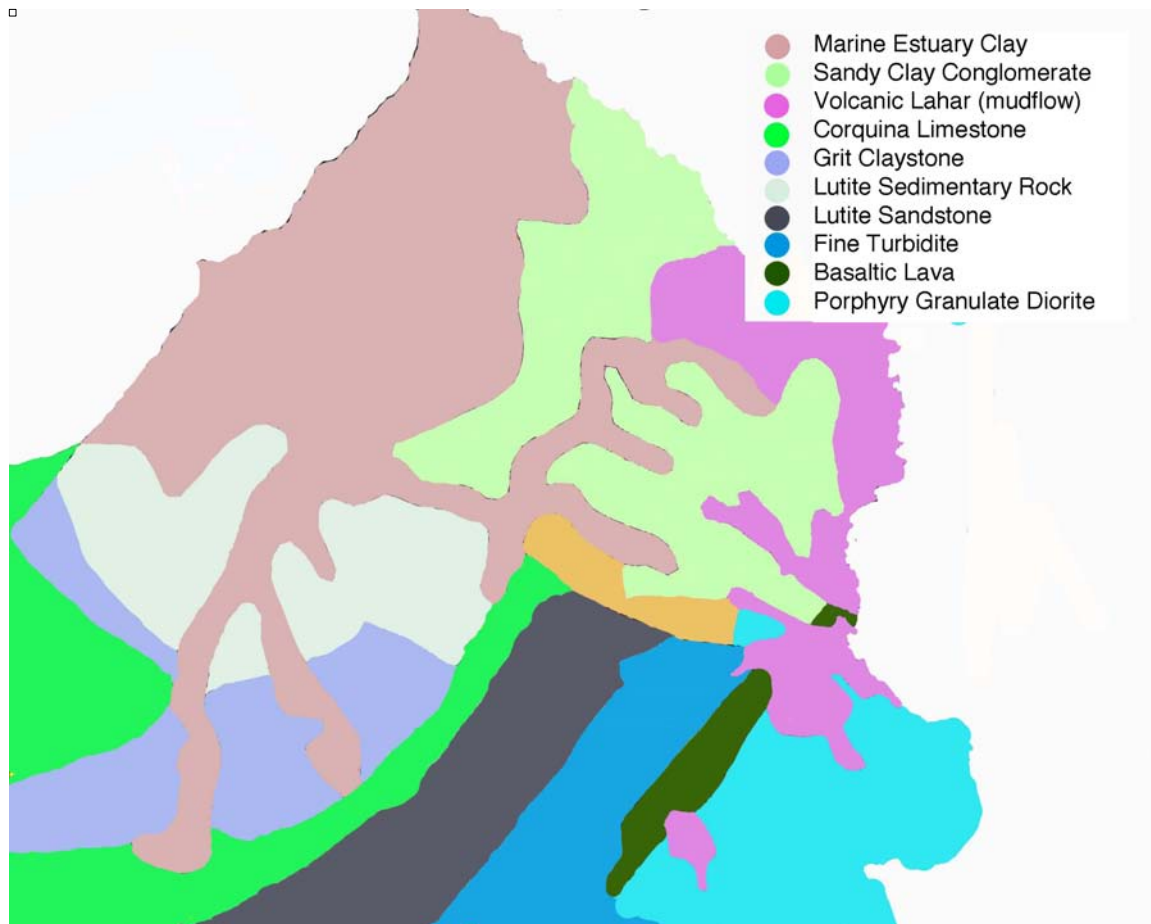 Marine Estuary Clay
Sandy Clay Conglomerate
Volcanic Lahar (mudflow)
Corquina Limestone
Grit Claystone
Lutite Sedimentary Rock
Lutite Sandstone
Fine Turbidite
Basaltic Lava
Porphyry Granulate Diorite